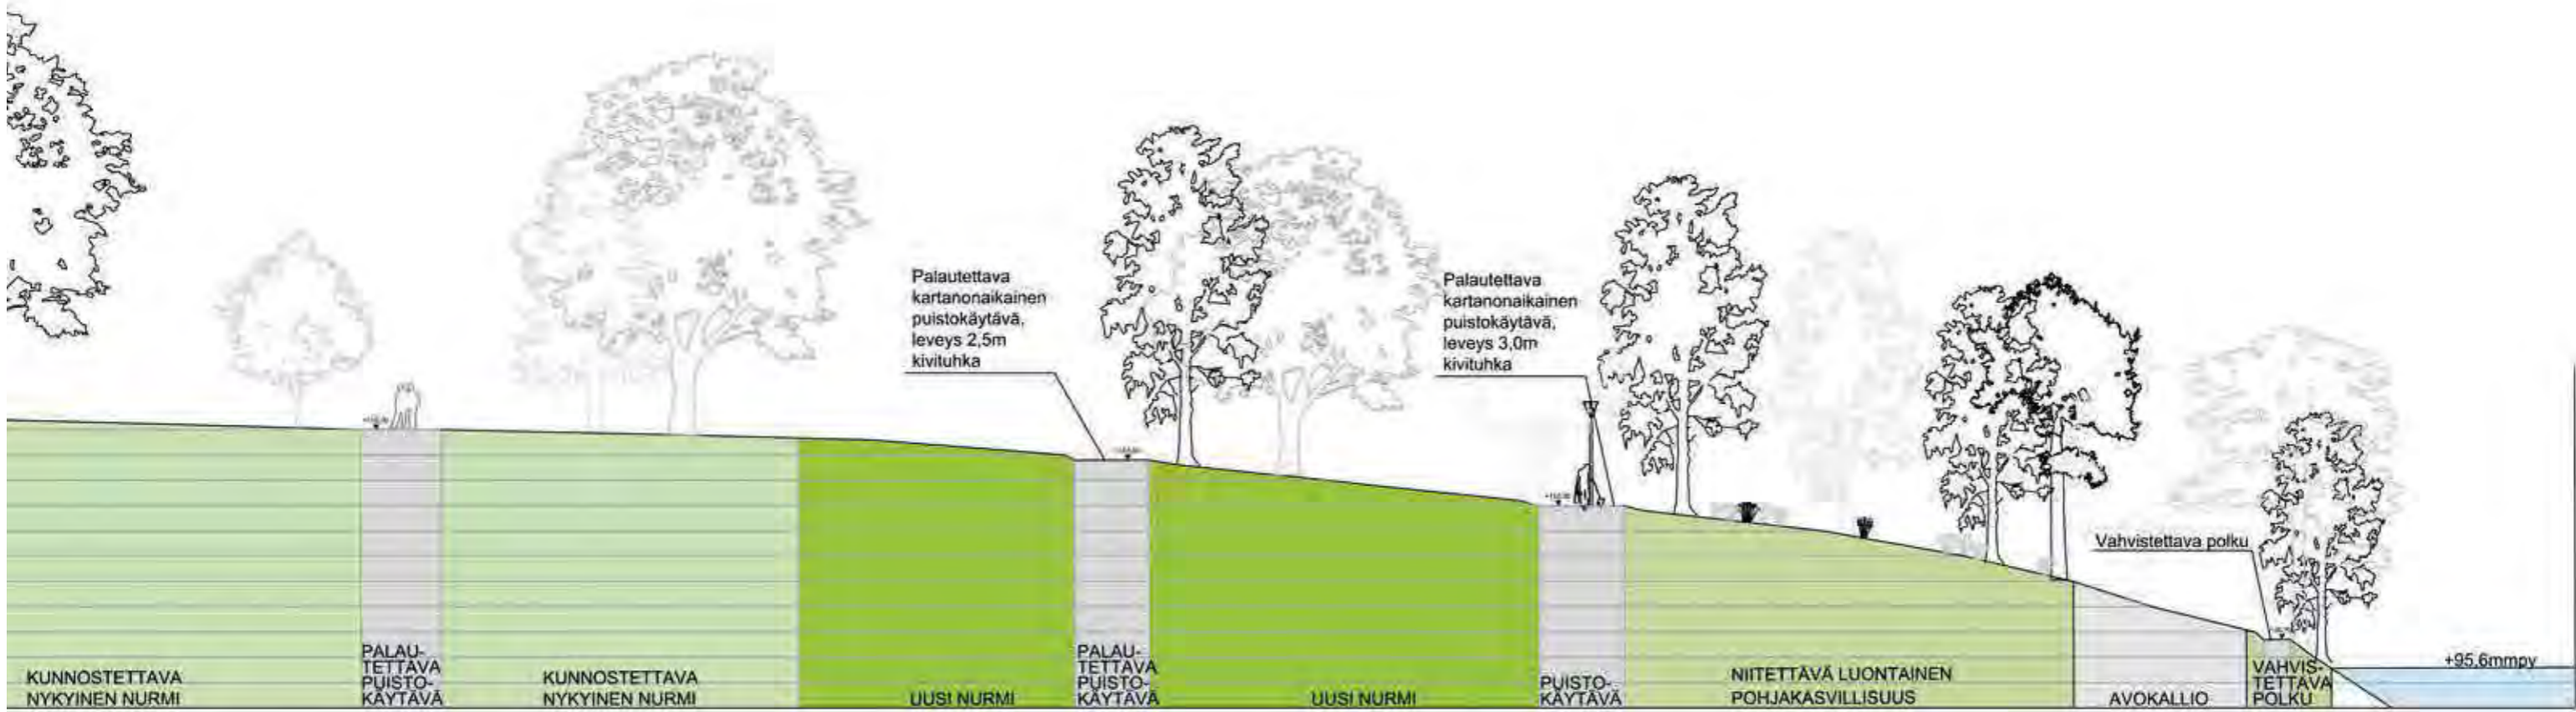 Palautettava
kartanonaikainen
puistokäytävä,
leveys 2,5m
kivituhka
Palautettava
kartanonaikainen
puistokäytävä,
leveys 3,0m
kivituhka
Vahvistettava polku
+95,6mmpy
KUNNOSTETTAVA
NYKYINEN NURMI
PALAU-
TETTAVA
PUISTO-
KÄYTÄVÄ
KUNNOSTETTAVA
NYKYINEN NURMI
UUSI NURMI
PALAU-
TETTAVA
PUISTO-
KÄYTÄVÄ
UUSI NURMI
PUISTO-
KÄYTÄVÄ
NIITETTÄVÄ LUONTAINEN
POHJAKASVILLISUUS
AVOKALLIO
VAHVIS-
TETTAVA
POLKU